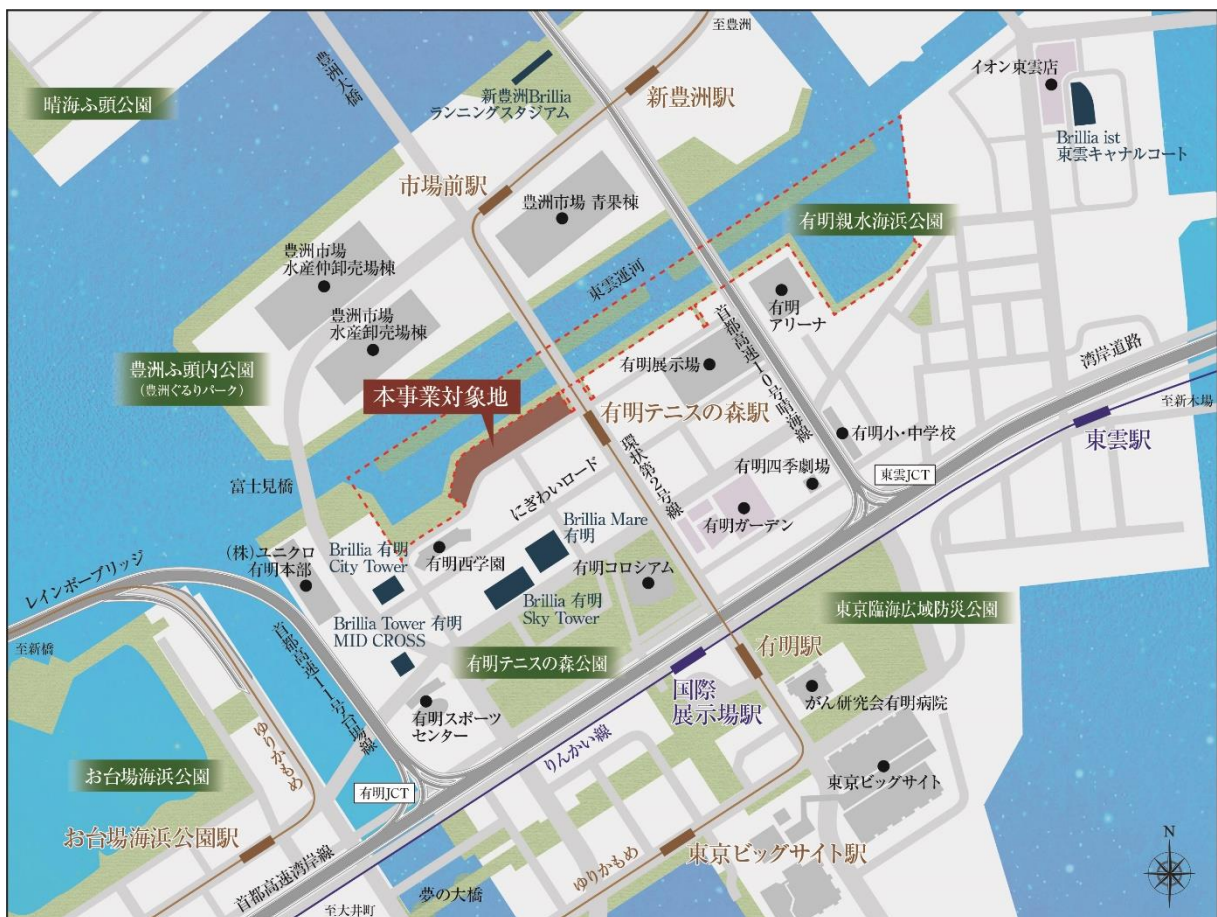 至豊洲
豊洲大橋
イオン東雲店
晴海ふ頭公園
新豊洲Brillia
ランニングスタジアム
新豊洲駅
Brillia ist
東雲キャナルコート
市場前駅
豊洲市場 青果棟
有明親水海浜公園
豊洲市場
水産仲卸売場棟
東雲運河
有明
アリーナ
豊洲市場
水産卸売場棟
首都高速10号晴海線
湾岸道路
豊洲ふ頭内公園
(豊洲ぐるりパーク)
有明展示場
本事業対象地
有明テニスの森駅
至新木場
東雲駅
有明小・中学校
環状第2号線
有明四季劇場
東雲JCT
富士見橋
にぎわいロード
有明ガーデン
Brillia Mare
有明
(株)ユニクロ
有明本部
Brillia 有明
City Tower
有明西学園
有明コロシアム
レインボーブリッジ
Brillia 有明
Sky Tower
東京臨海広域防災公園
至新橋
首都高速11号台場線
Brillia Tower 有明
MID CROSS
有明テニスの森公園
有明駅
国際
展示場駅
がん研究会有明病院
有明スポーツ
センター
ゆりかもめ
りんかい線
お台場海浜公園
東京ビッグサイト
有明JCT
お台場海浜公園駅
東京ビッグサイト駅
首都高速湾岸線
ゆりかもめ
夢の大橋
至大井町
N